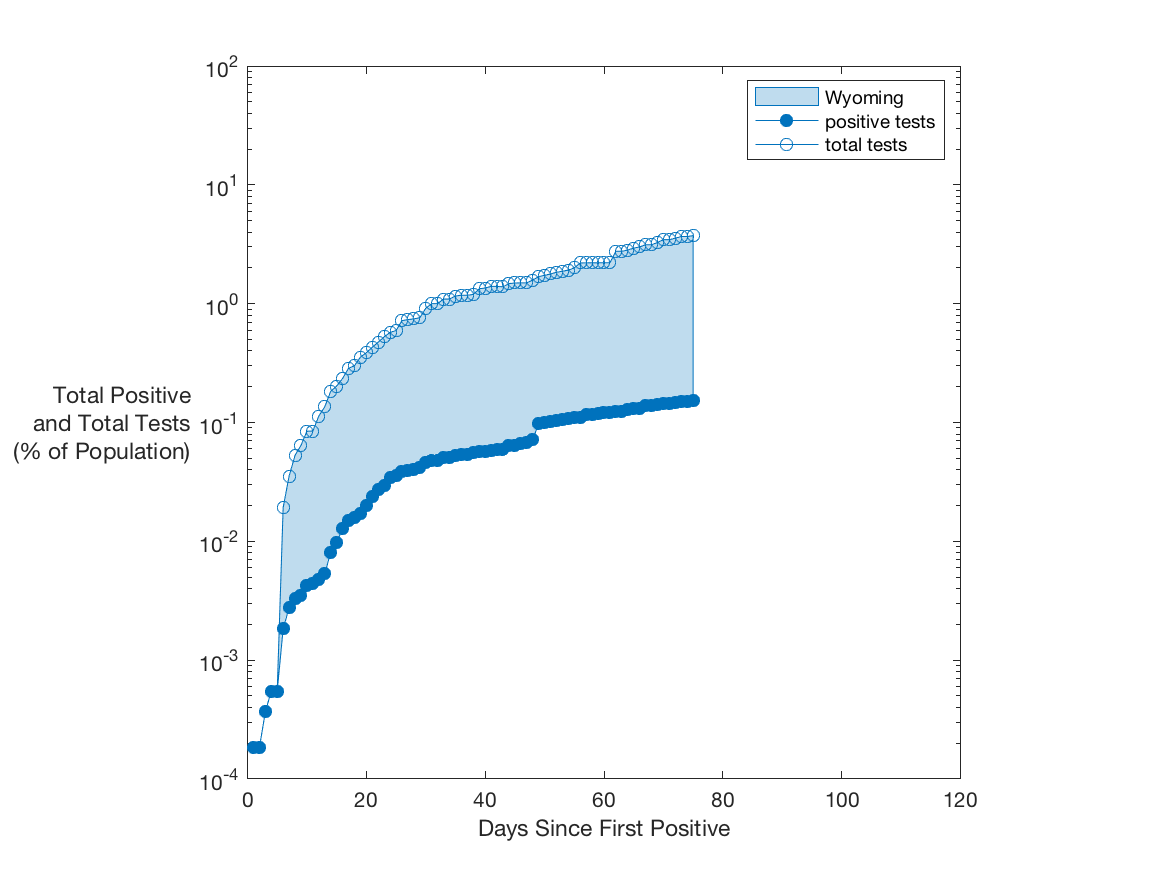 10^2
10^1
10^0
10^-1
10^-2
10^-3
10^-4
Total Positive
and Total Tests
(% of Population)
Wyoming
positive tests
total tests
0 20 40 60 80 100 120
Days Since First Positive